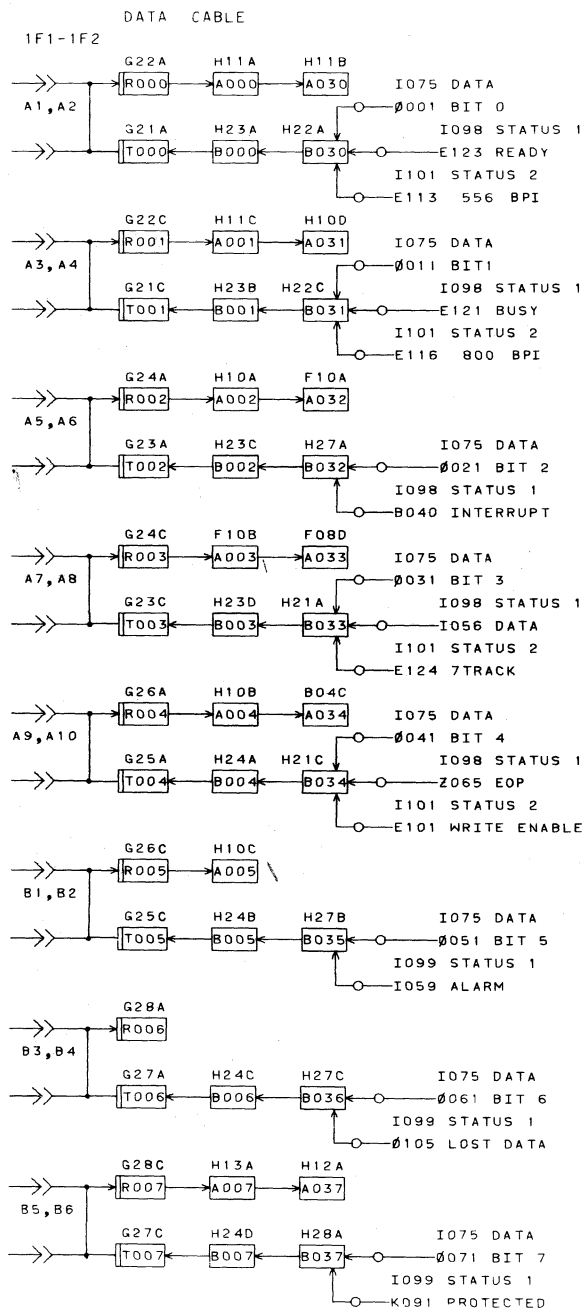 DATA CABLE
1F1-1F2
G22A H11A H11B
R000 A000 A030 I075 DATA
A1,A2 Ø001 BIT 0
G21A H23A H22A I098 STATUS 1
T000 B000 B030 E123 READY
I101 STATUS 2
E113 556 BPI
G22C H11C H10D
R001 A001 A031 I075 DATA
A3,A4 Ø011 BIT1
G21C H23B H22C I098 STATUS 1
T001 B001 B031 E121 BUSY
I101 STATUS 2
E116 800 BPI
G24A H10A F10A
R002 A002 A032
A5,A6
G23A H23C H27A I075 DATA
T002 B002 B032 Ø021 BIT 2
I098 STATUS 1
B040 INTERRUPT
G24C F10B F08D
R003 A003 A033 I075 DATA
A7,A8 Ø031 BIT 3
G23C H23D H21A I098 STATUS 1
T003 B003 B033 I056 DATA
I101 STATUS 2
E124 7TRACK
G26A H10B B04C
R004 A004 A034 I075 DATA
A9,A10 Ø041 BIT 4
G25A H24A H21C I098 STATUS 1
T004 B004 B034 Z065 EOP
I101 STATUS 2
E101 WRITE ENABLE
G26C H10C
R005 A005
B1,B2
G25C H24B H27B I075 DATA
T005 B005 B035 Ø051 BIT 5
I099 STATUS 1
I059 ALARM
G28A
R006
B3,B4
G27A H24C H27C I075 DATA
T006 B006 B036 Ø061 BIT 6
I099 STATUS 1
Ø105 LOST DATA
G28C H13A H12A
R007 A007 A037
B5,B6
G27C H24D H28A I075 DATA
T007 B007 B037 Ø071 BIT 7
I099 STATUS 1
K091 PROTECTED